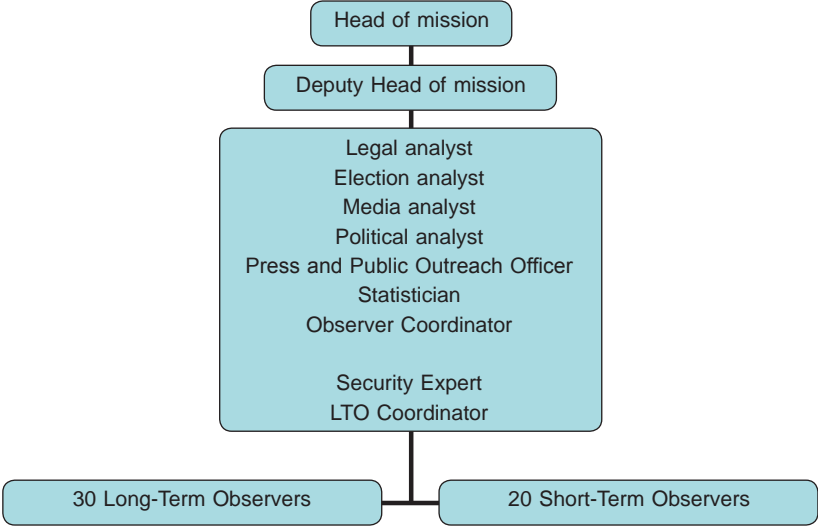 Head of mission
Deputy Head of mission
Legal analyst
Election analyst
Media analyst
Political analyst
Press and Public Outreach Officer
Statistician
Observer Coordinator
Security Expert
LTO Coordinator
30 Long-Term Observers
20 Short-Term Observers